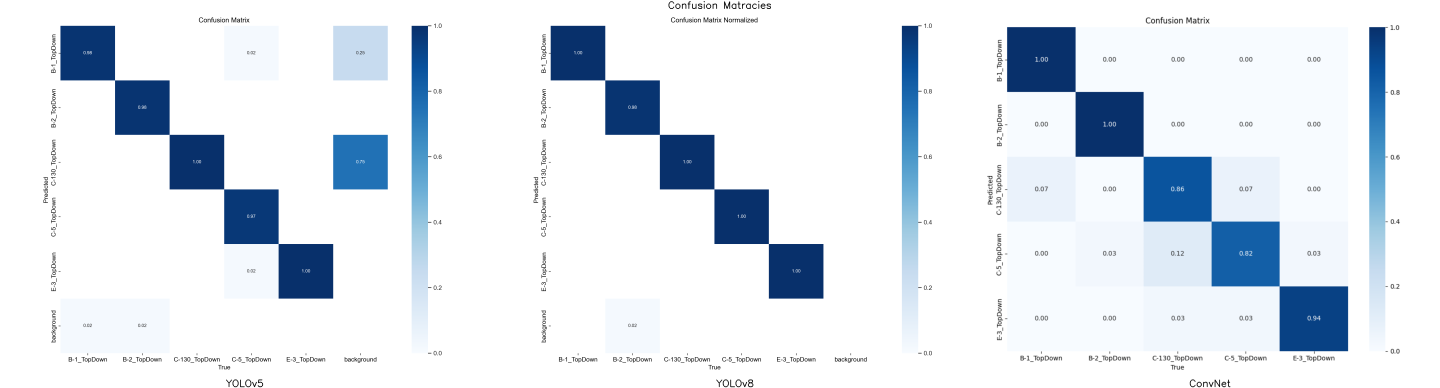 Confusion Matracies
Confusion Matrix
1.0
0.8
0.6
0.4
0.2
0.0
B-1_TopDown
B-2_TopDown
C-130_TopDown
C-5_TopDown
E-3_TopDown
background
Predicted
0.98 0.02 0.25
0.98
1.00 0.75
0.97
0.02 1.00
0.02 0.02
B-1_TopDown B-2_TopDown C-130_TopDown C-5_TopDown E-3_TopDown background
True
YOLOv5
Confusion Matrix Normalized
1.0
0.8
0.6
0.4
0.2
0.0
B-1_TopDown
B-2_TopDown
C-130_TopDown
C-5_TopDown
E-3_TopDown
background
Predicted
1.00
0.98
1.00
1.00
1.00
0.02
B-1_TopDown B-2_TopDown C-130_TopDown C-5_TopDown E-3_TopDown background
True
YOLOv8
Confusion Matrix
1.0
0.8
0.6
0.4
0.2
0.0
B-1_TopDown
B-2_TopDown
C-130_TopDown
C-5_TopDown
E-3_TopDown
Predicted
1.00 0.00 0.00 0.00 0.00
0.00 1.00 0.00 0.00 0.00
0.07 0.00 0.86 0.07 0.00
0.00 0.03 0.12 0.82 0.03
0.00 0.00 0.03 0.03 0.94
B-1_TopDown B-2_TopDown C-130_TopDown C-5_TopDown E-3_TopDown
True
ConvNet